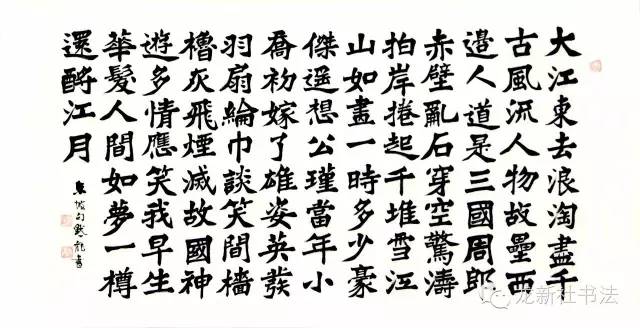 大江東去浪淘盡千
古風流人物故壘西
邊人道是三國周郎
赤壁亂石穿空驚濤
拍岸捲起千堆雪江
山如畫一時多少豪
傑遥想公瑾當年小
喬初嫁了雄姿英發
羽扇綸巾談笑間檣
櫓灰飛煙滅故國神
遊多情應笑我早生
華髮人間如夢一樽
還酹江月
東坡句龍書
龙新社书法